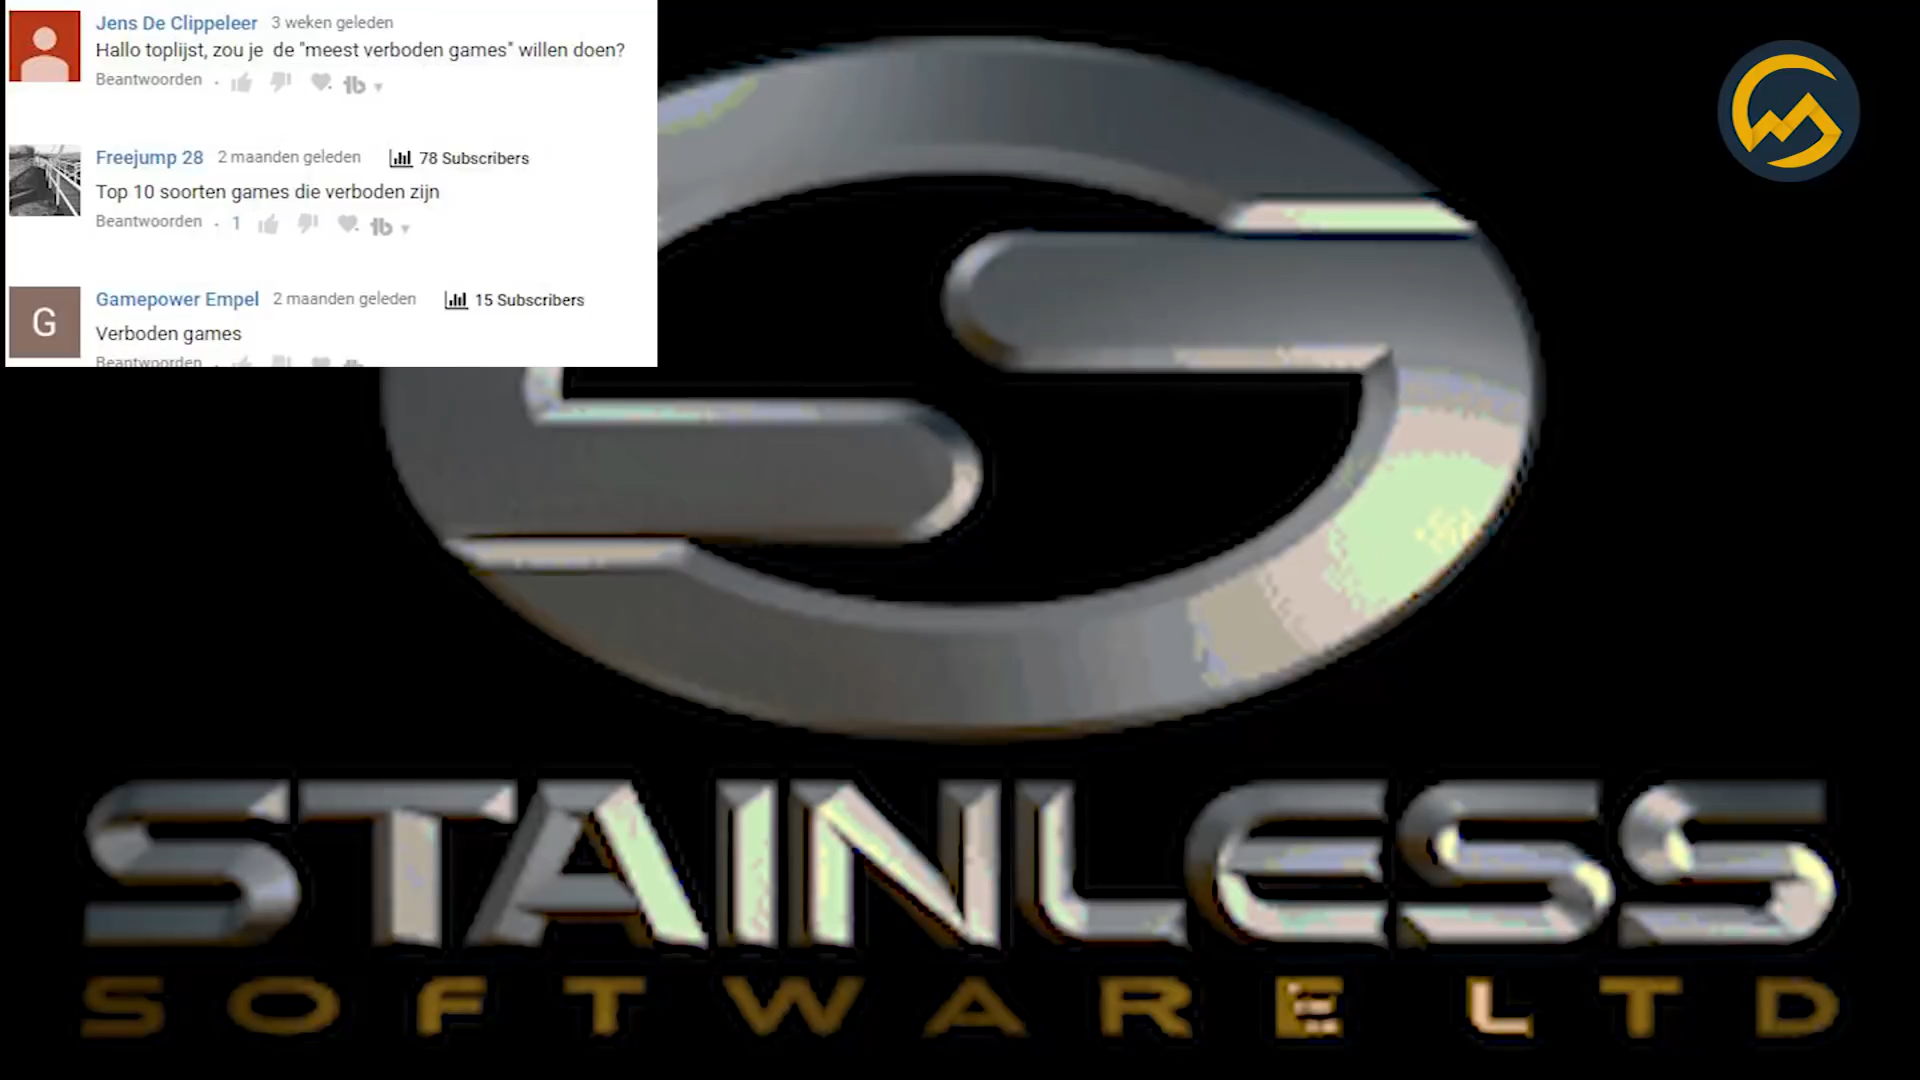 Jens De Clippeleer 3 weken geleden
Hallo toplijst, zou je de "meest verboden games" willen doen?
Beantwoorden
Freejump 28 2 maanden geleden 78 Subscribers
Top 10 soorten games die verboden zijn
Beantwoorden · 1
G
Gamepower Empel 2 maanden geleden 15 Subscribers
Verboden games
Beantwoorden
STAINLESS
SOFTWARE LTD